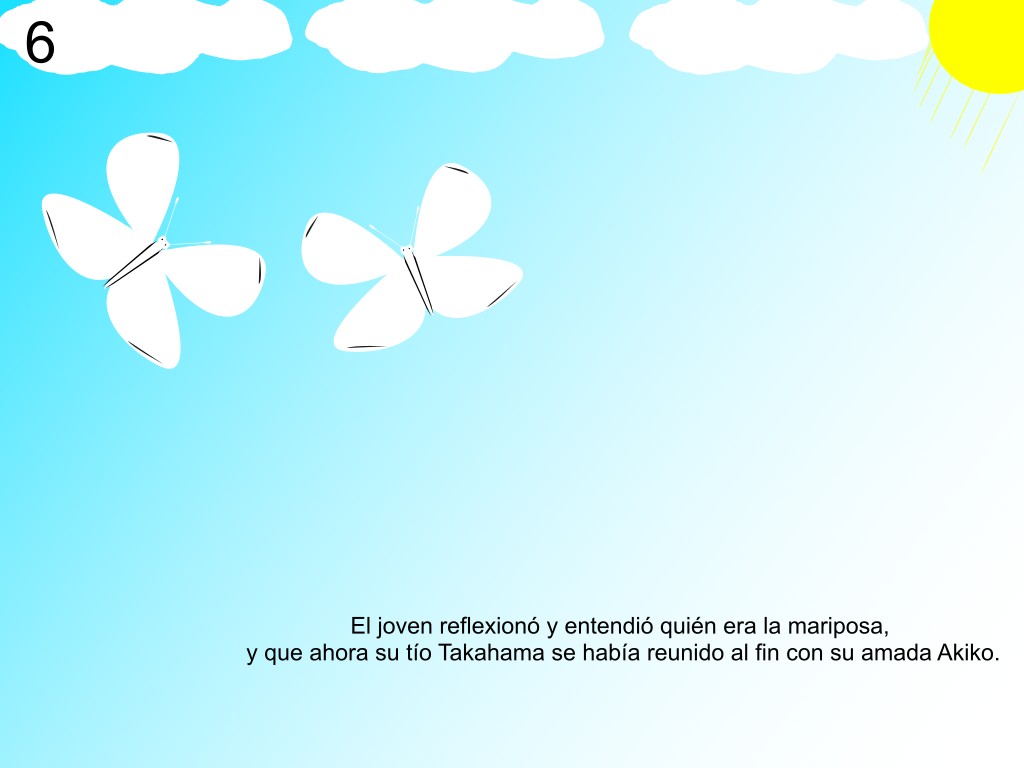 6
El joven reflexionó y entendió quién era la mariposa,
y que ahora su tío Takahama se había reunido al fin con su amada Akiko.